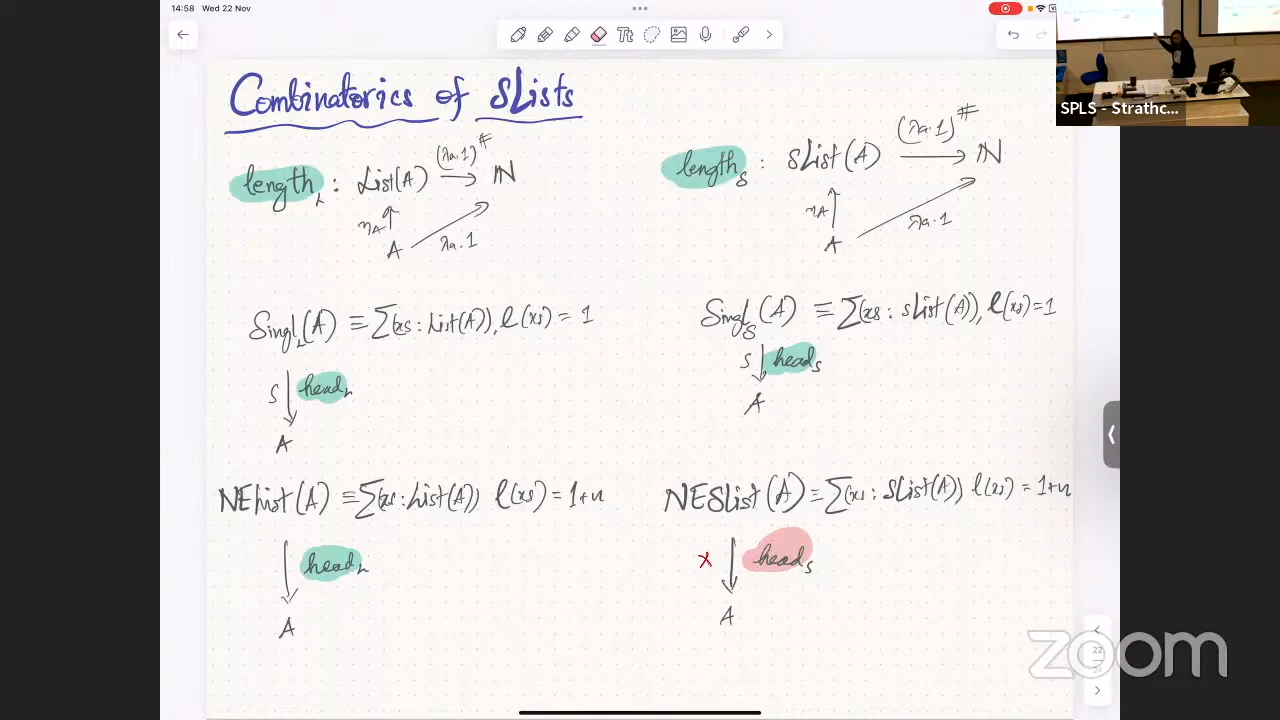 14:58 Wed 22 Nov
SPLS - Strathc...
Combinatorics of sLists
length_L : List(A) (λa.1)^# ℕ
η_A
A λa.1
length_S : sList(A) (λa.1)^# ℕ
η_A
A λa.1
Singl_L(A) ≡ Σ(xs : List(A)), ℓ(xs) = 1
S head_L
A
Singl_S(A) ≡ Σ(xs : sList(A)), ℓ(xs) = 1
S head_S
A
NEList(A) ≡ Σ(xs : List(A)) ℓ(xs) = 1+n
head_L
A
NESList(A) ≡ Σ(xs : sList(A)) ℓ(xs) = 1+n
x head_S
A
22
zoom